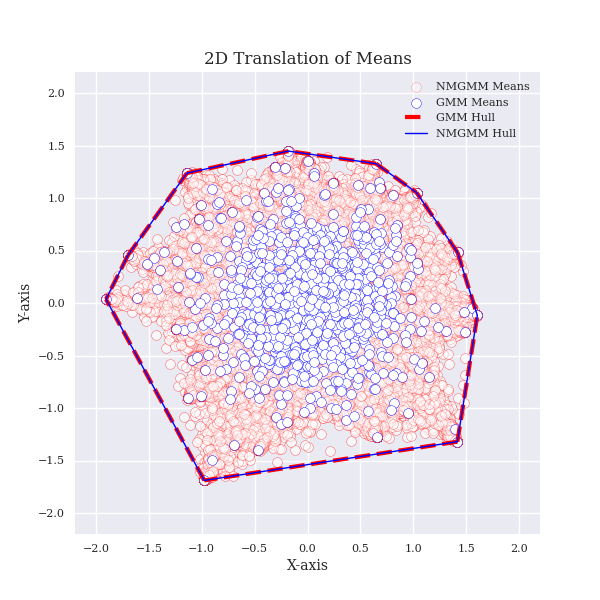 2D Translation of Means
NMGMM Means
GMM Means
GMM Hull
NMGMM Hull
Y-axis
2.0
1.5
1.0
0.5
0.0
−0.5
−1.0
−1.5
−2.0
−2.0 −1.5 −1.0 −0.5 0.0 0.5 1.0 1.5 2.0
X-axis